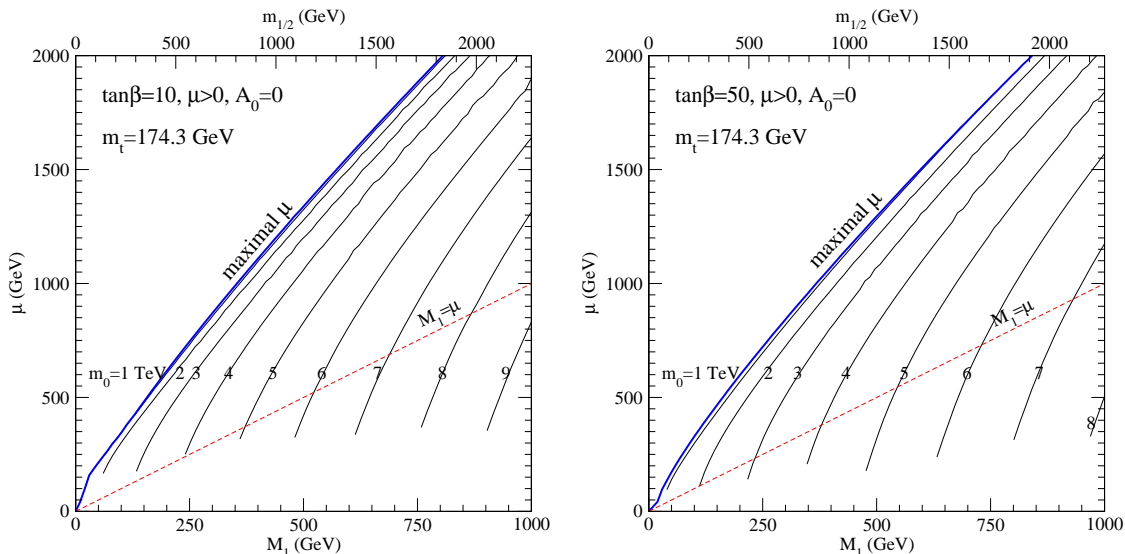 m1/2 (GeV)
0 500 1000 1500 2000
2000
1500
1000
500
0
μ (GeV)
tanβ=10, μ>0, A0=0
mt=174.3 GeV
maximal μ
M1=μ
m0=1 TeV 2 3 4 5 6 7 8 9
0 250 500 750 1000
M1 (GeV)
m1/2 (GeV)
0 500 1000 1500 2000
2000
1500
1000
500
0
μ (GeV)
tanβ=50, μ>0, A0=0
mt=174.3 GeV
maximal μ
M1=μ
m0=1 TeV 2 3 4 5 6 7
8
0 250 500 750 1000
M1 (GeV)